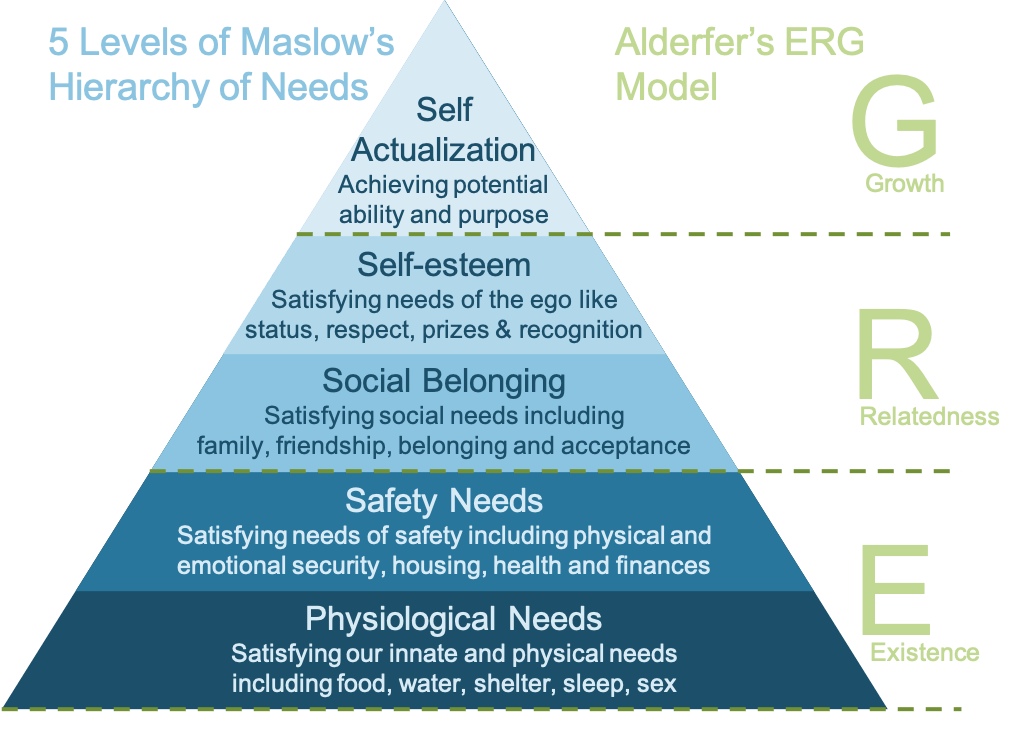 5 Levels of Maslow's
Hierarchy of Needs
Alderfer's ERG
Model
Self
Actualization
Achieving potential
ability and purpose
G
Growth
Self-esteem
Satisfying needs of the ego like
status, respect, prizes & recognition
Social Belonging
Satisfying social needs including
family, friendship, belonging and acceptance
R
Relatedness
Safety Needs
Satisfying needs of safety including physical and
emotional security, housing, health and finances
Physiological Needs
Satisfying our innate and physical needs
including food, water, shelter, sleep, sex
E
Existence